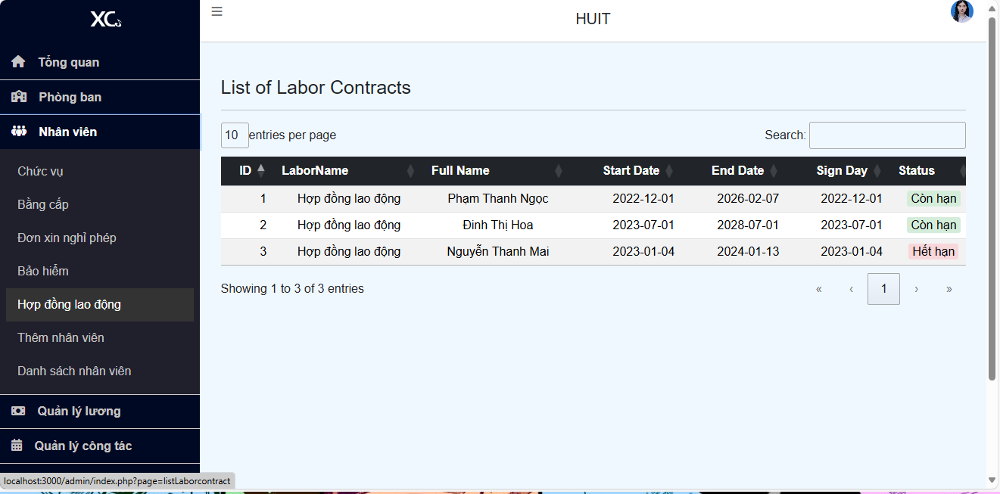 XC
HUIT
Tổng quan
Phòng ban
Nhân viên
Chức vụ
Bằng cấp
Đơn xin nghỉ phép
Bảo hiểm
Hợp đồng lao động
Thêm nhân viên
Danh sách nhân viên
Quản lý lương
Quản lý công tác
localhost:3000/admin/index.php?page=listLaborcontract
List of Labor Contracts
10 entries per page Search:
ID LaborName Full Name Start Date End Date Sign Day Status
1 Hợp đồng lao động Phạm Thanh Ngọc 2022-12-01 2026-02-07 2022-12-01 Còn hạn
2 Hợp đồng lao động Đinh Thị Hoa 2023-07-01 2028-07-01 2023-07-01 Còn hạn
3 Hợp đồng lao động Nguyễn Thanh Mai 2023-01-04 2024-01-13 2023-01-04 Hết hạn
Showing 1 to 3 of 3 entries « ‹ 1 › »